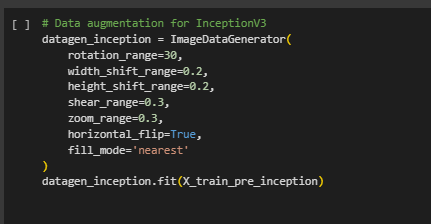 [ ] # Data augmentation for InceptionV3
datagen_inception = ImageDataGenerator(
    rotation_range=30,
    width_shift_range=0.2,
    height_shift_range=0.2,
    shear_range=0.3,
    zoom_range=0.3,
    horizontal_flip=True,
    fill_mode='nearest'
)
datagen_inception.fit(X_train_pre_inception)